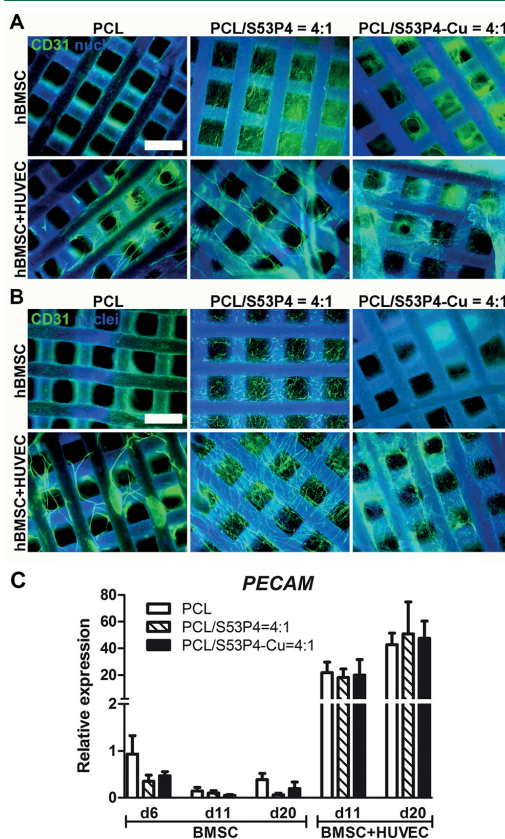 A
PCL PCL/S53P4 = 4:1 PCL/S53P4-Cu = 4:1
CD31 nuclei
hBMSC
hBMSC+HUVEC
B
PCL PCL/S53P4 = 4:1 PCL/S53P4-Cu = 4:1
CD31 nuclei
hBMSC
hBMSC+HUVEC
C
PECAM
Relative expression
80
60
40
20
2
1
0
PCL
PCL/S53P4=4:1
PCL/S53P4-Cu=4:1
d6 d11 d20 d11 d20
BMSC BMSC+HUVEC